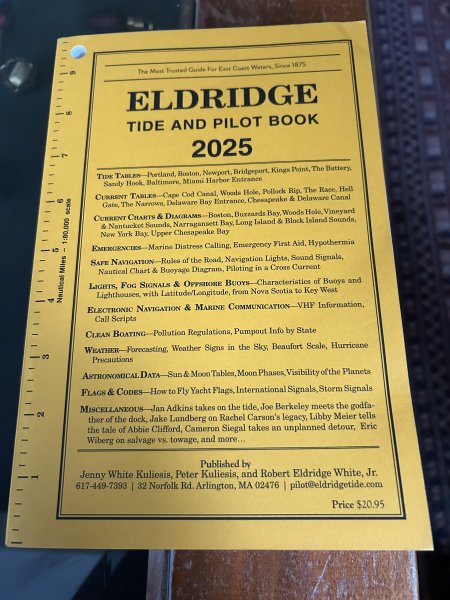 The Most Trusted Guide For East Coast Waters, Since 1875
ELDRIDGE
TIDE AND PILOT BOOK
2025
TIDE TABLES—Portland, Boston, Newport, Bridgeport, Kings Point, The Battery,
Sandy Hook, Baltimore, Miami Harbor Entrance
CURRENT TABLES—Cape Cod Canal, Woods Hole, Pollock Rip, The Race, Hell
Gate, The Narrows, Delaware Bay Entrance, Chesapeake & Delaware Canal
CURRENT CHARTS & DIAGRAMS—Boston, Buzzards Bay, Woods Hole, Vineyard
& Nantucket Sounds, Narragansett Bay, Long Island & Block Island Sounds,
New York Bay, Upper Chesapeake Bay
EMERGENCIES—Marine Distress Calling, Emergency First Aid, Hypothermia
SAFE NAVIGATION—Rules of the Road, Navigation Lights, Sound Signals,
Nautical Chart & Buoyage Diagram, Piloting in a Cross Current
LIGHTS, FOG SIGNALS & OFFSHORE BUOYS—Characteristics of Buoys and
Lighthouses, with Latitude/Longitude, from Nova Scotia to Key West
ELECTRONIC NAVIGATION & MARINE COMMUNICATION—VHF Information,
Call Scripts
CLEAN BOATING—Pollution Regulations, Pumpout Info by State
WEATHER—Forecasting, Weather Signs in the Sky, Beaufort Scale, Hurricane
Precautions
ASTRONOMICAL DATA—Sun & Moon Tables, Moon Phases, Visibility of the Planets
FLAGS & CODES—How to Fly Yacht Flags, International Signals, Storm Signals
MISCELLANEOUS—Jan Adkins takes on the tide, Joe Berkeley meets the godfa-
ther of the dock, Jake Lundberg on Rachel Carson's legacy, Libby Meier tells
the tale of Abbie Clifford, Cameron Siegal takes an unplanned detour, Eric
Wiberg on salvage vs. towage, and more…
Published by
Jenny White Kuliesis, Peter Kuliesis, and Robert Eldridge White, Jr.
617-449-7393 | 32 Norfolk Rd. Arlington, MA 02476 | pilot@eldridgetide.com
Price $20.95
Nautical Miles – 1:80,000 scale
1
2
3
4
5
6
7
8
9